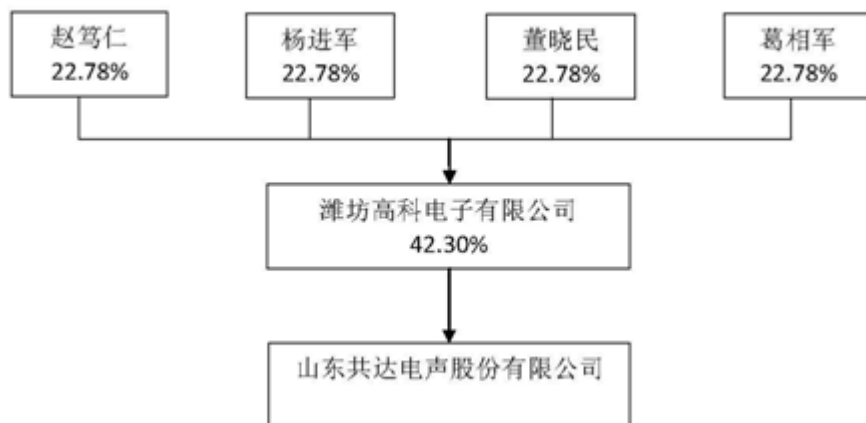 赵笃仁
22.78%
杨进军
22.78%
董晓民
22.78%
葛相军
22.78%
潍坊高科电子有限公司
42.30%
山东共达电声股份有限公司